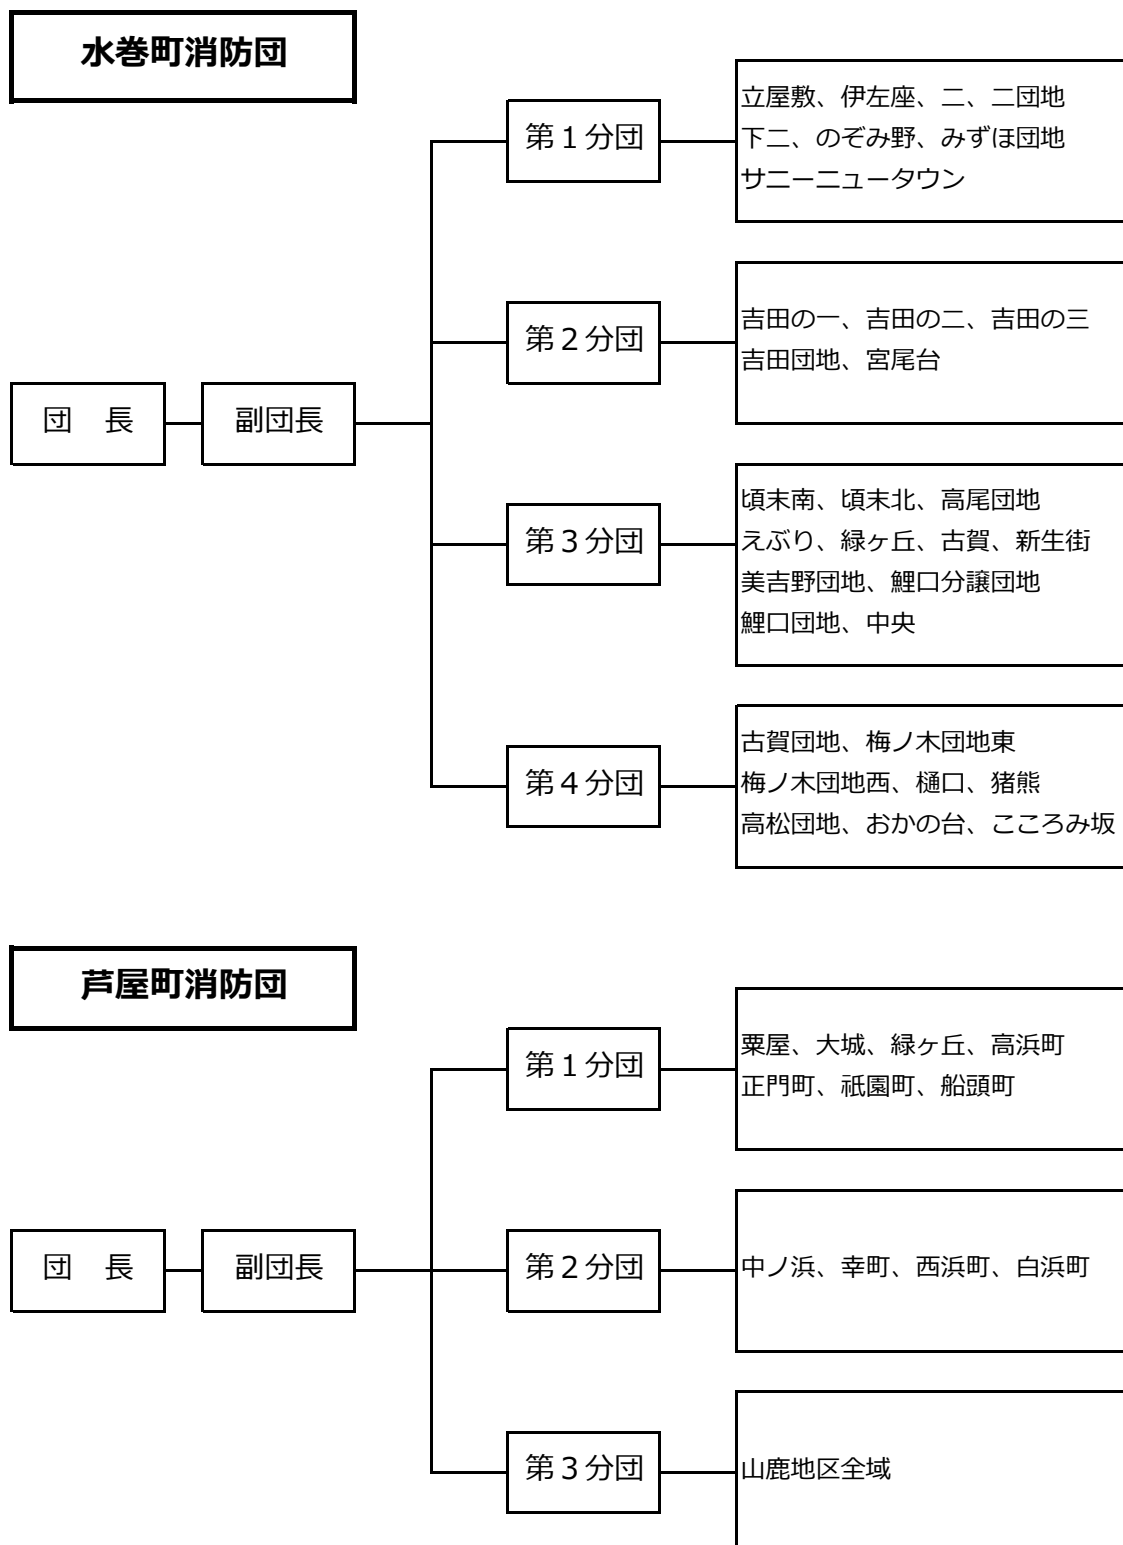 水巻町消防団
第１分団
立屋敷、伊左座、二、二団地
下二、のぞみ野、みずほ団地
サニーニュータウン
第２分団
吉田の一、吉田の二、吉田の三
吉田団地、宮尾台
団　長
副団長
第３分団
頃末南、頃末北、高尾団地
えぶり、緑ヶ丘、古賀、新生街
美吉野団地、鯉口分譲団地
鯉口団地、中央
第４分団
古賀団地、梅ノ木団地東
梅ノ木団地西、樋口、猪熊
高松団地、おかの台、こころみ坂
芦屋町消防団
第１分団
粟屋、大城、緑ヶ丘、高浜町
正門町、祇園町、船頭町
団　長
副団長
第２分団
中ノ浜、幸町、西浜町、白浜町
第３分団
山鹿地区全域